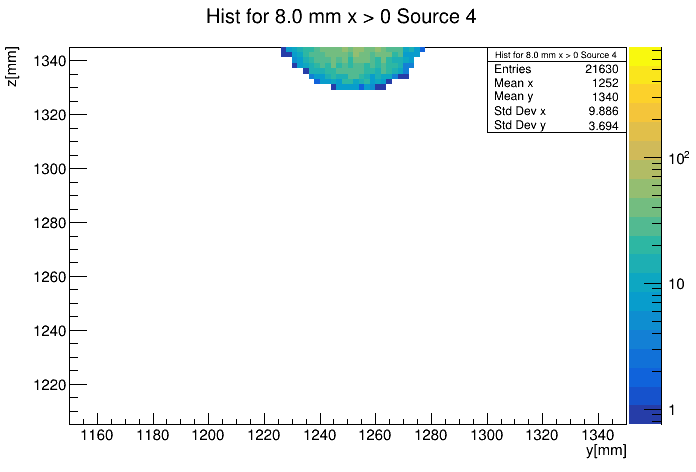 Hist for 8.0 mm x > 0 Source 4
z[mm]
Hist for 8.0 mm x > 0 Source 4
Entries 21630
Mean x 1252
Mean y 1340
Std Dev x 9.886
Std Dev y 3.694
1340
1320
1300
1280
1260
1240
1220
10²
10
1
1160 1180 1200 1220 1240 1260 1280 1300 1320 1340
y[mm]